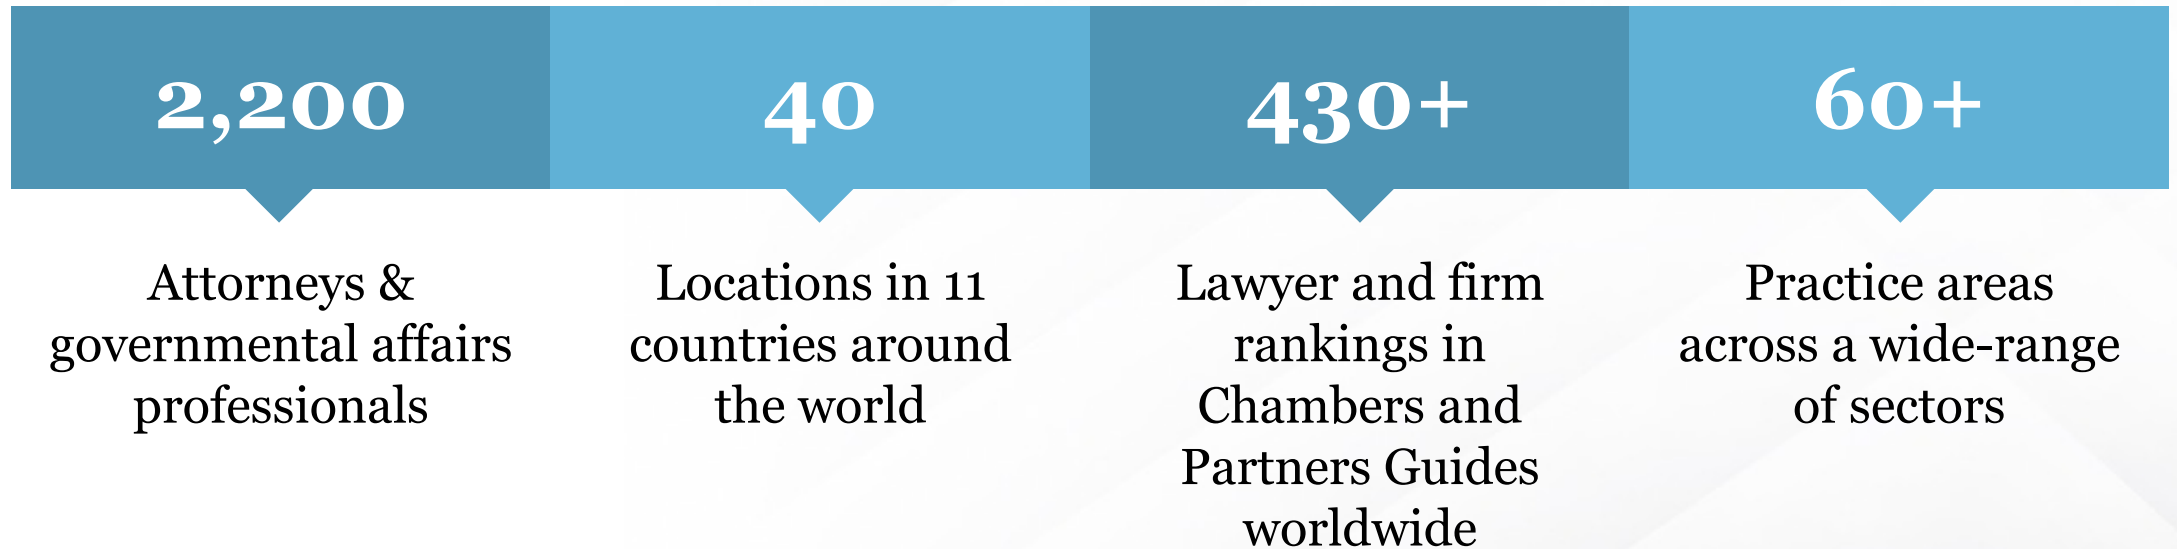 2,200
Attorneys &
governmental affairs
professionals
40
Locations in 11
countries around
the world
430+
Lawyer and firm
rankings in
Chambers and
Partners Guides
worldwide
60+
Practice areas
across a wide-range
of sectors